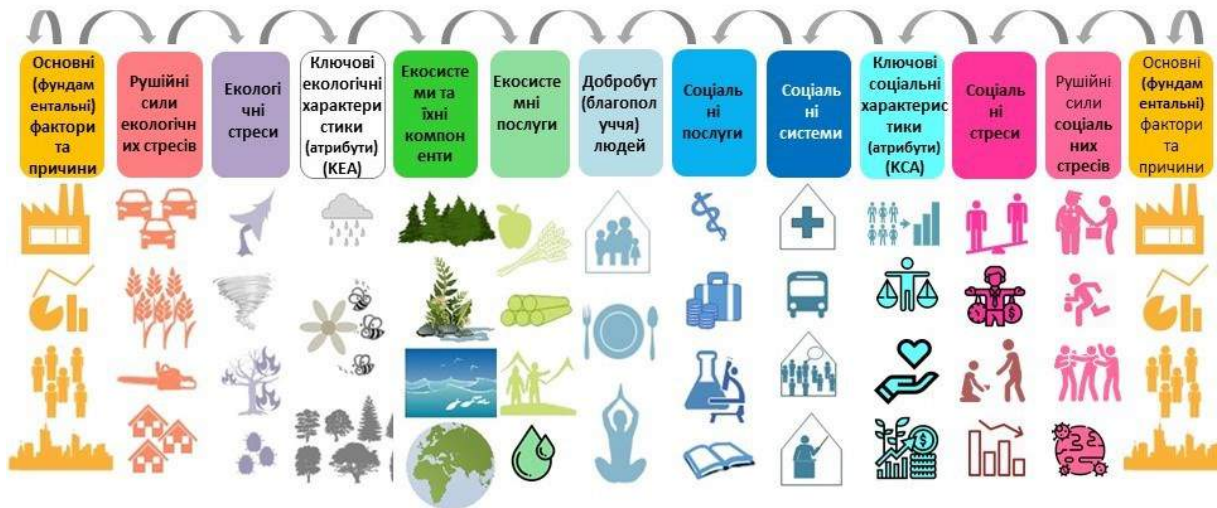 Основні
(фундам
ентальні)
фактори
та
причини
Рушійні
сили
екологічн
их стресів
Екологі
чні
стреси
Ключові
екологічні
характери
стики
(атрибути)
(КЕА)
Екосисте
ми та
їхні
компон
енти
Екосисте
мні
послуги
Добробут
(благопол
уччя)
людей
Соціаль
ні
послуги
Соціаль
ні
системи
Ключові
соціальні
характерис
тики
(атрибути)
(КСА)
Соціаль
ні
стреси
Рушійні
сили
соціаль
них
стресів
Основні
(фундам
ентальні)
фактори
та
причини